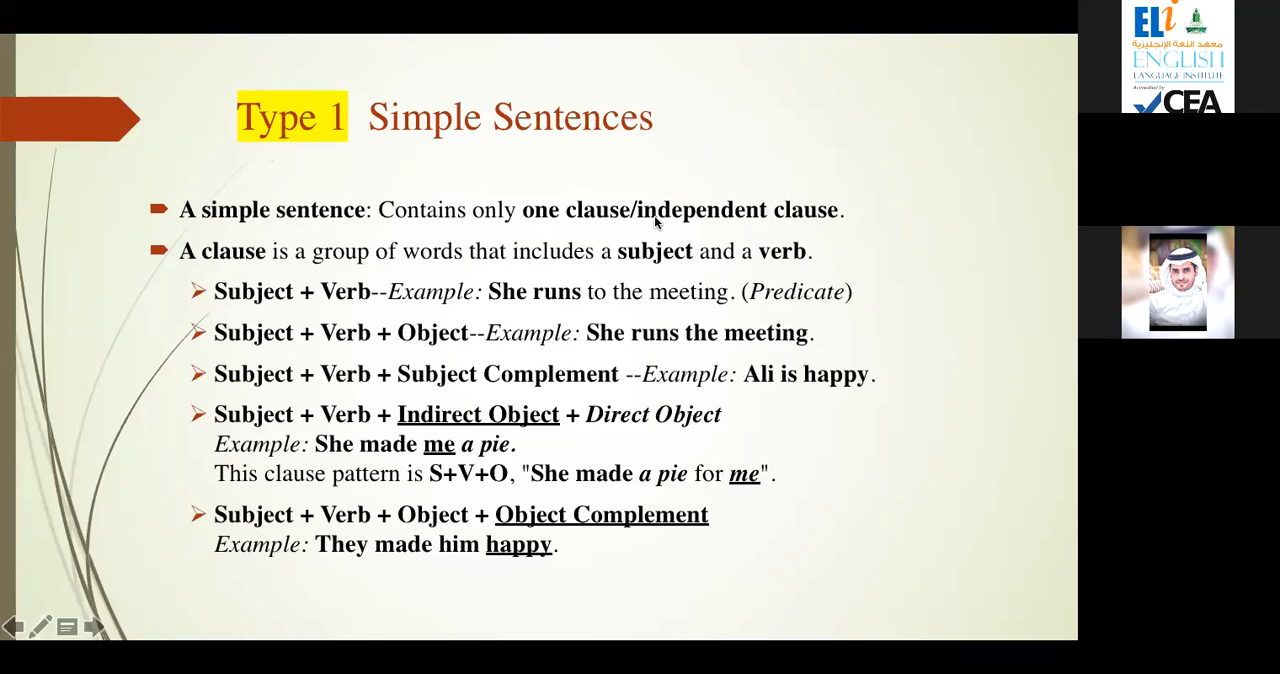 Type 1 Simple Sentences
A simple sentence: Contains only one clause/independent clause.
A clause is a group of words that includes a subject and a verb.
Subject + Verb--Example: She runs to the meeting. (Predicate)
Subject + Verb + Object--Example: She runs the meeting.
Subject + Verb + Subject Complement --Example: Ali is happy.
Subject + Verb + Indirect Object + Direct Object
Example: She made me a pie.
This clause pattern is S+V+O, "She made a pie for me".
Subject + Verb + Object + Object Complement
Example: They made him happy.
ELi
معهد اللغة الإنجليزية
ENGLISH
LANGUAGE INSTITUTE
Accredited by
CEA